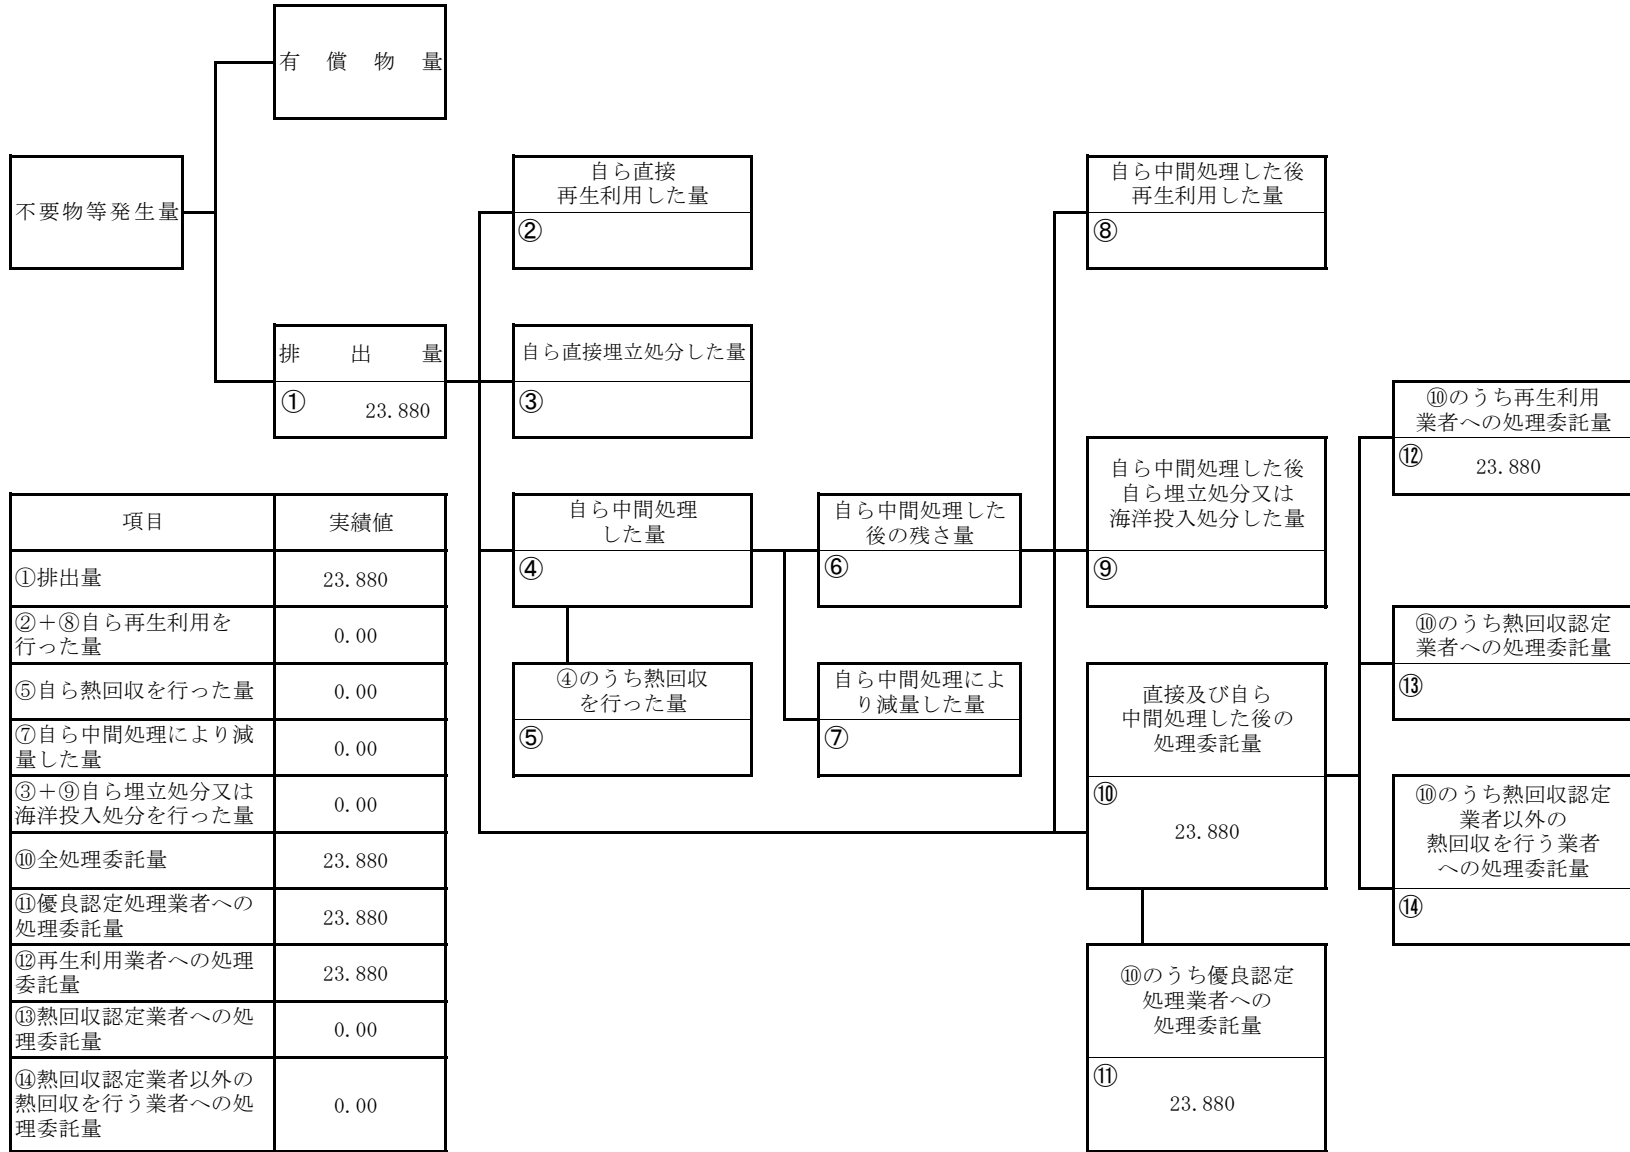 有償物量
不要物等発生量
排出量
①
23.880
自ら直接
再生利用した量
②
自ら直接埋立処分した量
③
自ら中間処理
した量
④
④のうち熱回収
を行った量
⑤
自ら中間処理した
後の残さ量
⑥
自ら中間処理によ
り減量した量
⑦
自ら中間処理した後
再生利用した量
⑧
自ら中間処理した後
自ら埋立処分又は
海洋投入処分した量
⑨
直接及び自ら
中間処理した後の
処理委託量
⑩
23.880
⑩のうち優良認定
処理業者への
処理委託量
⑪
23.880
⑩のうち再生利用
業者への処理委託量
⑫
23.880
⑩のうち熱回収認定
業者への処理委託量
⑬
⑩のうち熱回収認定
業者以外の
熱回収を行う業者
への処理委託量
⑭
項目 実績値
①排出量 23.880
②+⑧自ら再生利用を
行った量 0.00
⑤自ら熱回収を行った量 0.00
⑦自ら中間処理により減
量した量 0.00
③+⑨自ら埋立処分又は
海洋投入処分を行った量 0.00
⑩全処理委託量 23.880
⑪優良認定処理業者への
処理委託量 23.880
⑫再生利用業者への処理
委託量 23.880
⑬熱回収認定業者への処
理委託量 0.00
⑭熱回収認定業者以外の
熱回収を行う業者への処
理委託量 0.00